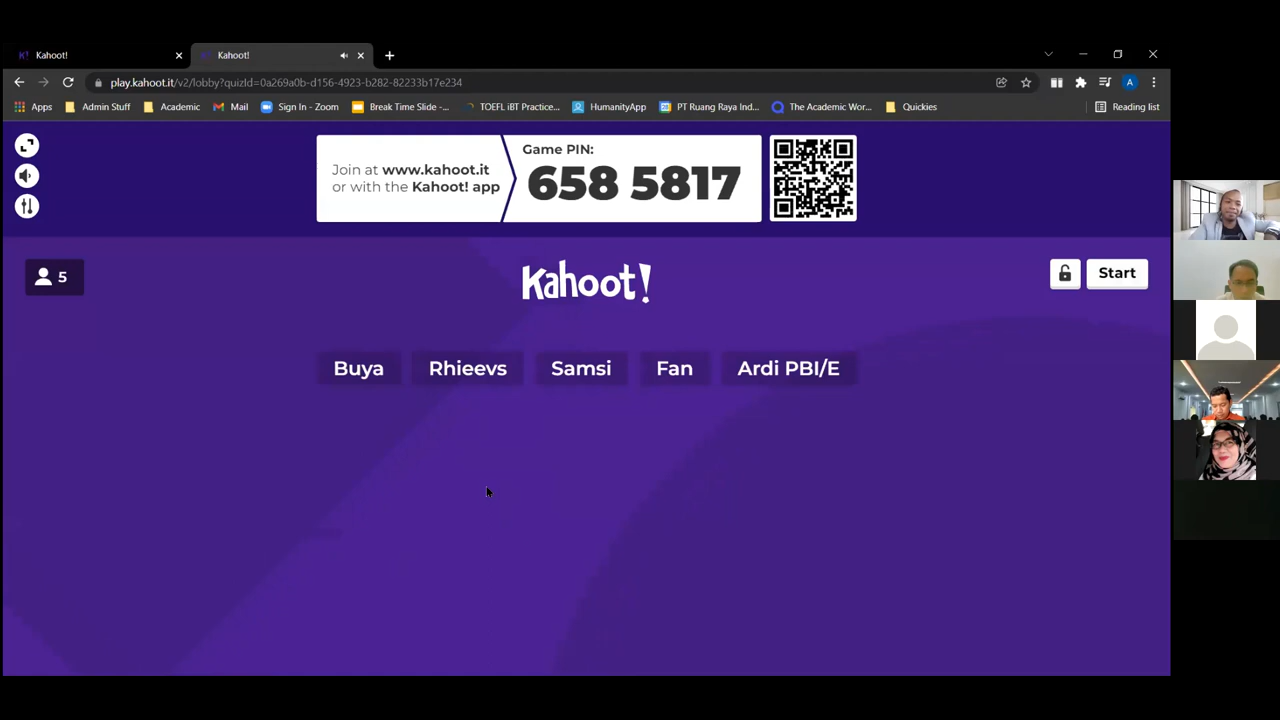 Kahoot!
Kahoot!
play.kahoot.it/v2/lobby?quizId=0a269a0b-d156-4923-b282-82233b17e234
A
Apps Admin Stuff Academic Mail Sign In - Zoom Break Time Slide -... TOEFL iBT Practice... HumanityApp PT Ruang Raya Ind... The Academic Wor... Quickies Reading list
Join at www.kahoot.it
or with the Kahoot! app
Game PIN:
658 5817
5
Kahoot!
Start
Buya Rhieevs Samsi Fan Ardi PBI/E